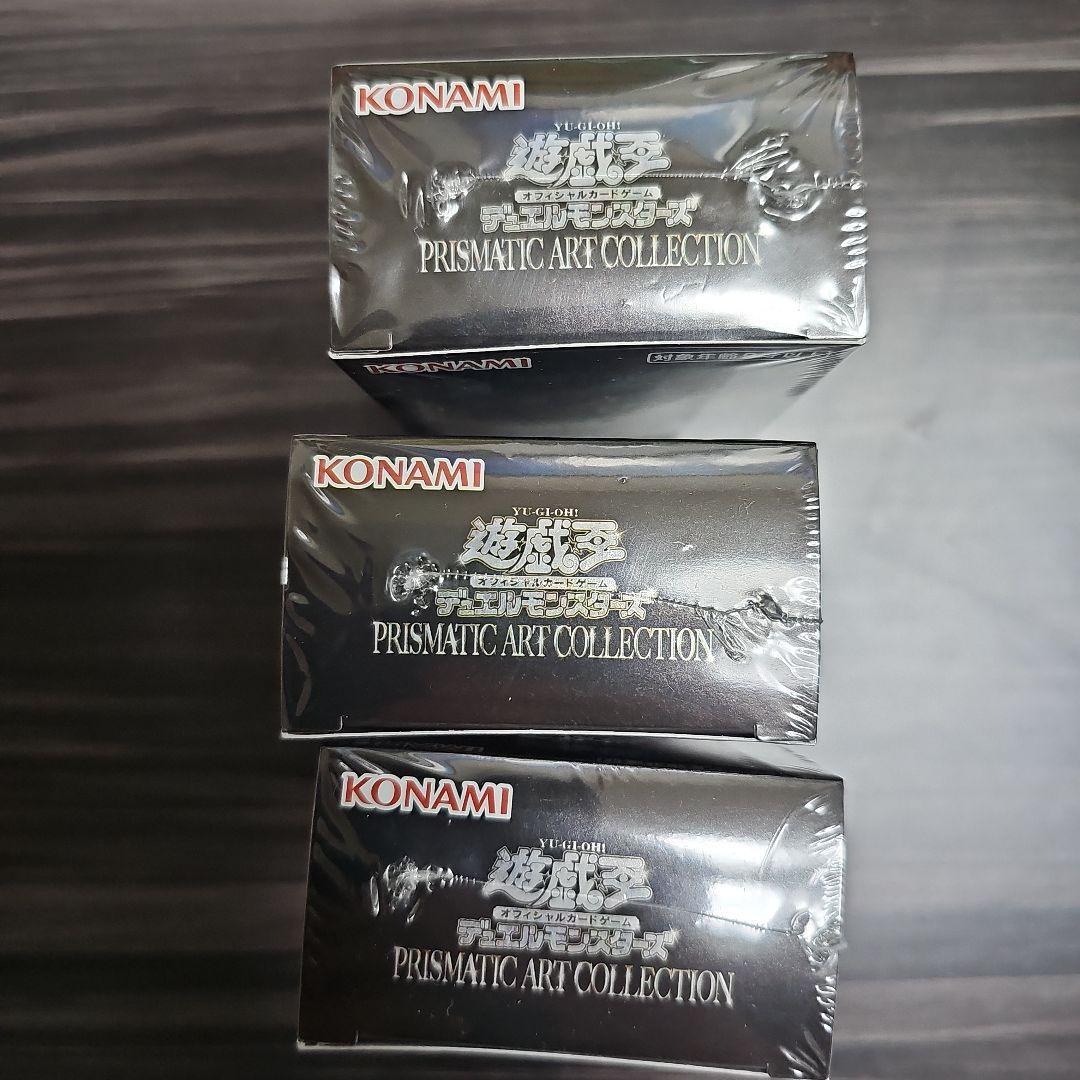 KONAMI
YU-GI-OH!
遊戯王
オフィシャルカードゲーム
デュエルモンスターズ
PRISMATIC ART COLLECTION
KONAMI
対象年齢
KONAMI
YU-GI-OH!
遊戯王
オフィシャルカードゲーム
デュエルモンスターズ
PRISMATIC ART COLLECTION
KONAMI
YU-GI-OH!
遊戯王
オフィシャルカードゲーム
デュエルモンスターズ
PRISMATIC ART COLLECTION